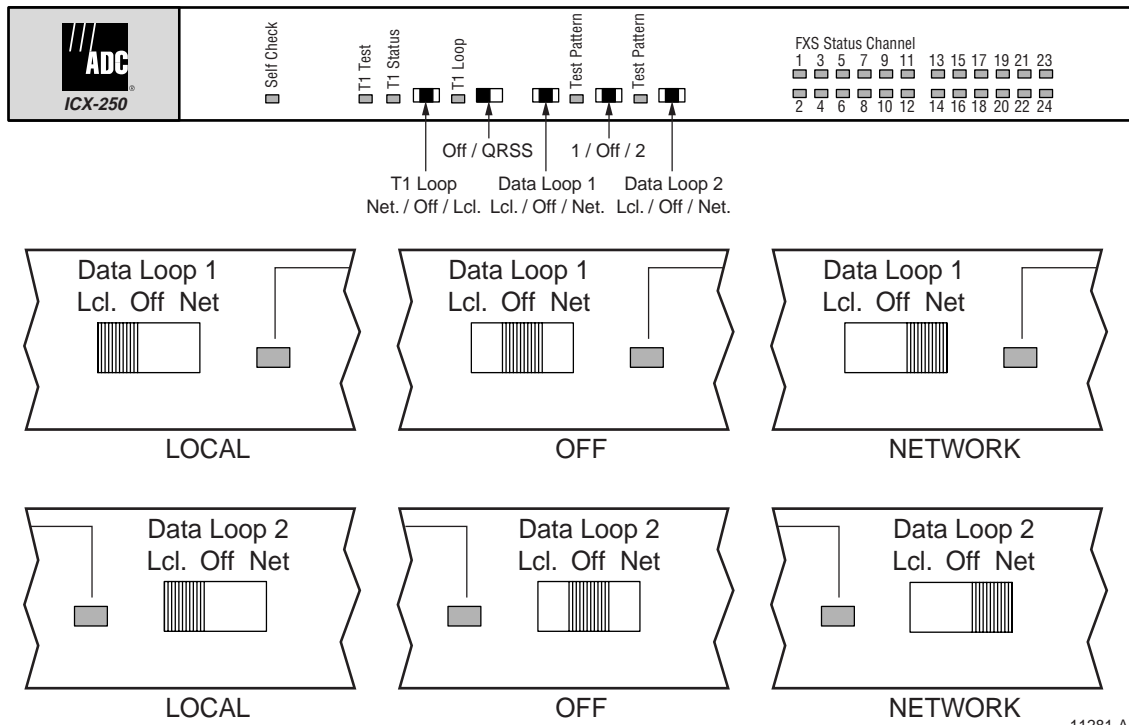 ADC
®
ICX-250
Self Check
T1 Test
T1 Status
T1 Loop
Test Pattern
Test Pattern
FXS Status Channel
1 3 5 7 9 11 13 15 17 19 21 23
2 4 6 8 10 12 14 16 18 20 22 24
Off / QRSS 1 / Off / 2
T1 Loop Data Loop 1 Data Loop 2
Net. / Off / Lcl. Lcl. / Off / Net. Lcl. / Off / Net.
Data Loop 1 Data Loop 1 Data Loop 1
Lcl. Off Net Lcl. Off Net Lcl. Off Net
LOCAL OFF NETWORK
Data Loop 2 Data Loop 2 Data Loop 2
Lcl. Off Net Lcl. Off Net Lcl. Off Net
LOCAL OFF NETWORK